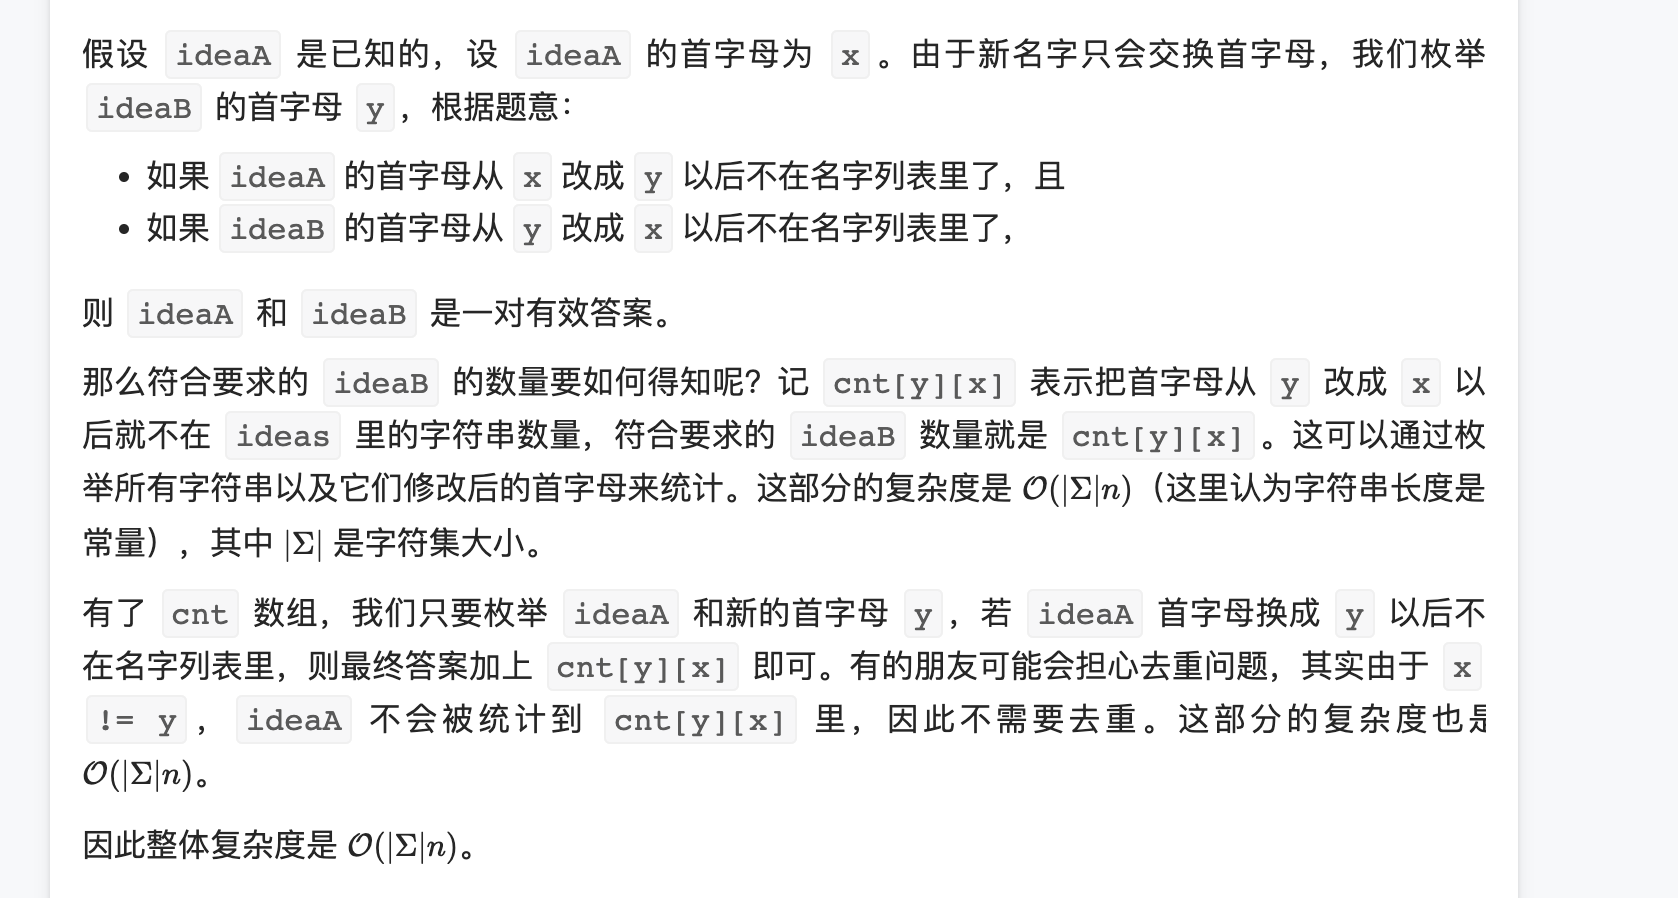 假设 ideaA 是已知的，设 ideaA 的首字母为 x 。由于新名字只会交换首字母，我们枚举
ideaB 的首字母 y ，根据题意：
• 如果 ideaA 的首字母从 x 改成 y 以后不在名字列表里了，且
• 如果 ideaB 的首字母从 y 改成 x 以后不在名字列表里了，
则 ideaA 和 ideaB 是一对有效答案。
那么符合要求的 ideaB 的数量要如何得知呢？记 cnt[y][x] 表示把首字母从 y 改成 x 以
后就不在 ideas 里的字符串数量，符合要求的 ideaB 数量就是 cnt[y][x] 。这可以通过枚
举所有字符串以及它们修改后的首字母来统计。这部分的复杂度是 𝒪(|Σ|n)（这里认为字符串长度是
常量），其中 |Σ| 是字符集大小。
有了 cnt 数组，我们只要枚举 ideaA 和新的首字母 y ，若 ideaA 首字母换成 y 以后不
在名字列表里，则最终答案加上 cnt[y][x] 即可。有的朋友可能会担心去重问题，其实由于 x
!= y ， ideaA 不会被统计到 cnt[y][x] 里，因此不需要去重。这部分的复杂度也是
𝒪(|Σ|n)。
因此整体复杂度是 𝒪(|Σ|n)。